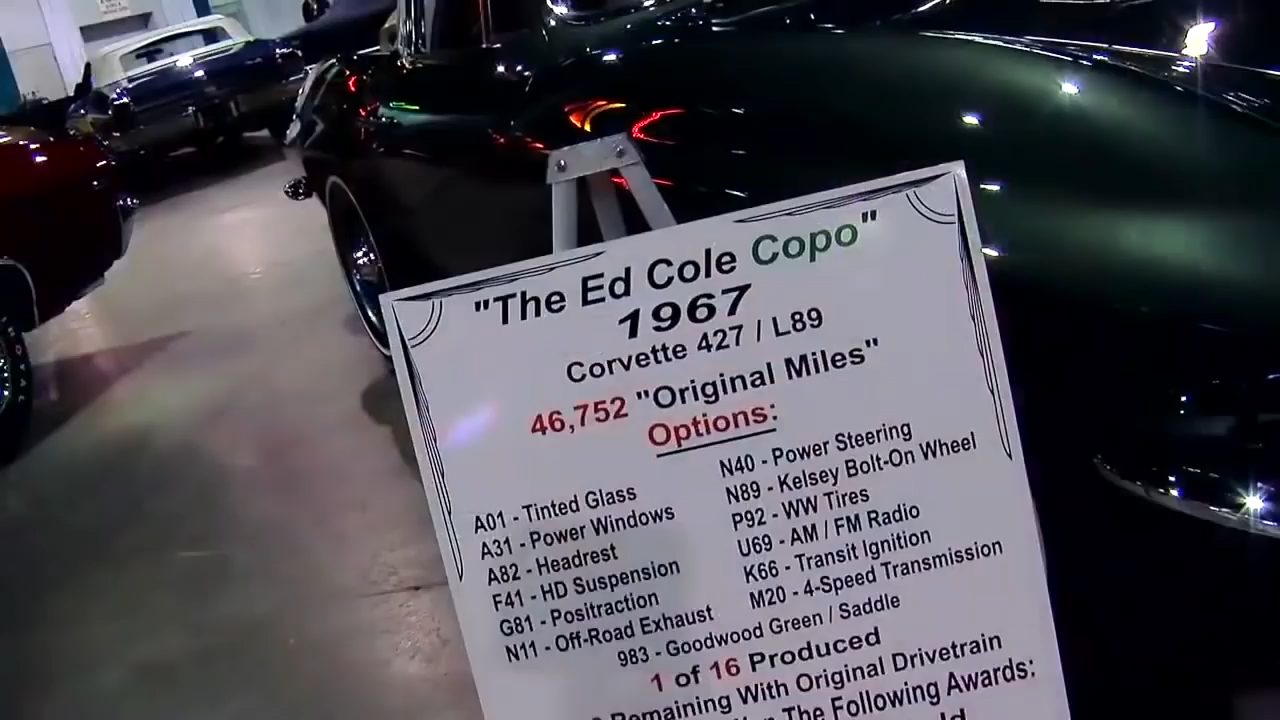 "The Ed Cole Copo"
1967
Corvette 427 / L89
46,752 "Original Miles"
Options:
A01 - Tinted Glass
A31 - Power Windows
A82 - Headrest
F41 - HD Suspension
G81 - Positraction
N11 - Off-Road Exhaust
N40 - Power Steering
N89 - Kelsey Bolt-On Wheel
P92 - WW Tires
U69 - AM / FM Radio
K66 - Transit Ignition
M20 - 4-Speed Transmission
983 - Goodwood Green / Saddle
1 of 16 Produced
Remaining With Original Drivetrain
The Following Awards: